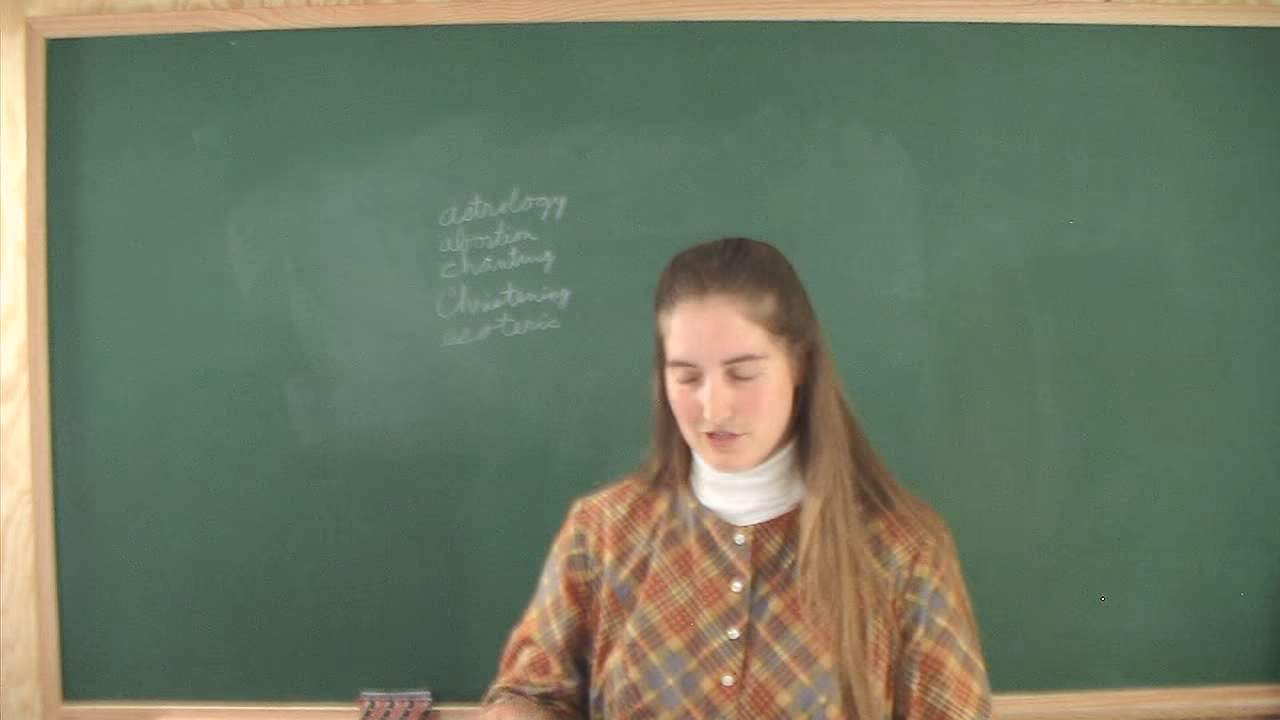 astrology
abortion
chanting
Christening
esoteric